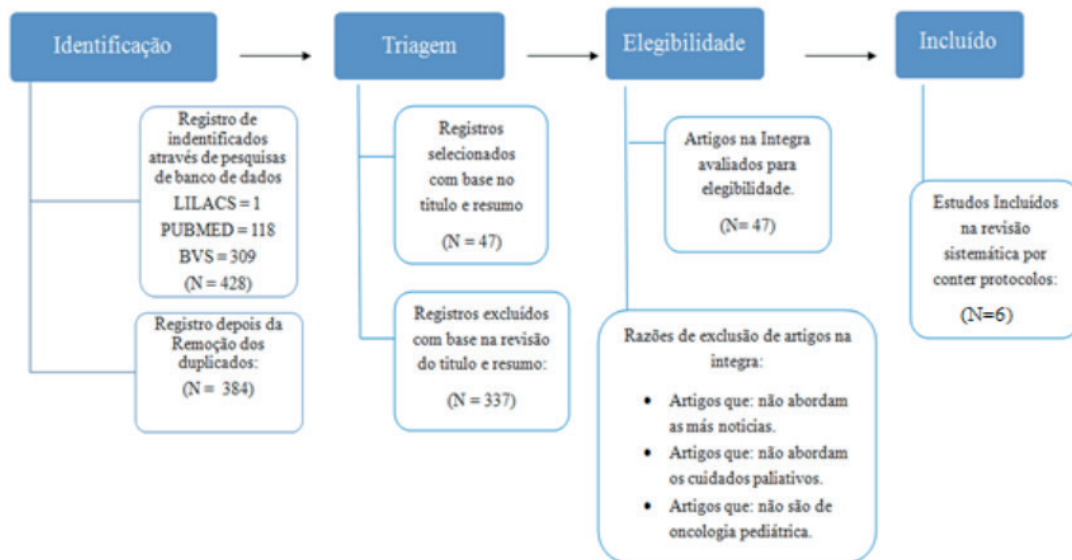 Identificação
Registro de
indentificados
através de pesquisas
de banco de dados
LILACS = 1
PUBMED = 118
BVS = 309
(N = 428)
Registro depois da
Remoção dos
duplicados:
(N = 384)
Triagem
Registros
selecionados
com base no
titulo e resumo
(N = 47)
Registros excluídos
com base na revisão
do titulo e resumo:
(N = 337)
Elegibilidade
Artigos na Integra
avaliados para
elegibilidade.
(N= 47)
Razões de exclusão de artigos na
integra:
• Artigos que: não abordam
as más noticias.
• Artigos que: não abordam
os cuidados paliativos.
• Artigos que: não são de
oncologia pediátrica.
Incluído
Estudos Incluídos
na revisão
sistemática por
conter protocolos:
(N=6)